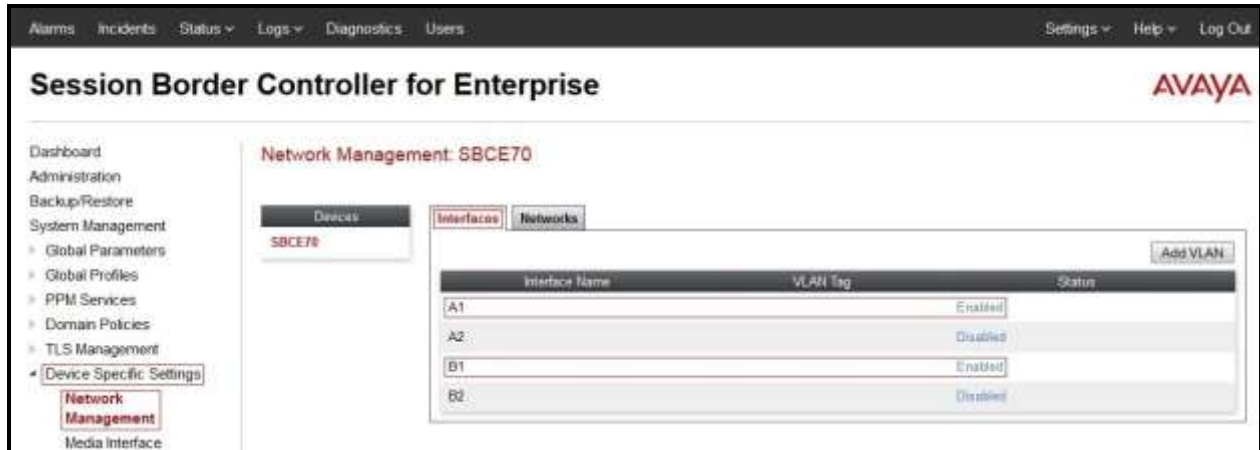 Alarms Incidents Status Logs Diagnostics Users Settings Help Log Out
Session Border Controller for Enterprise
AVAYA
Dashboard
Administration
Backup/Restore
System Management
Global Parameters
Global Profiles
PPM Services
Domain Policies
TLS Management
Device Specific Settings
Network
Management
Media Interface
Network Management: SBCE70
Devices
SBCE70
Interfaces Networks
Add VLAN
Interface Name VLAN Tag Status
A1 Enabled
A2 Disabled
B1 Enabled
B2 Disabled